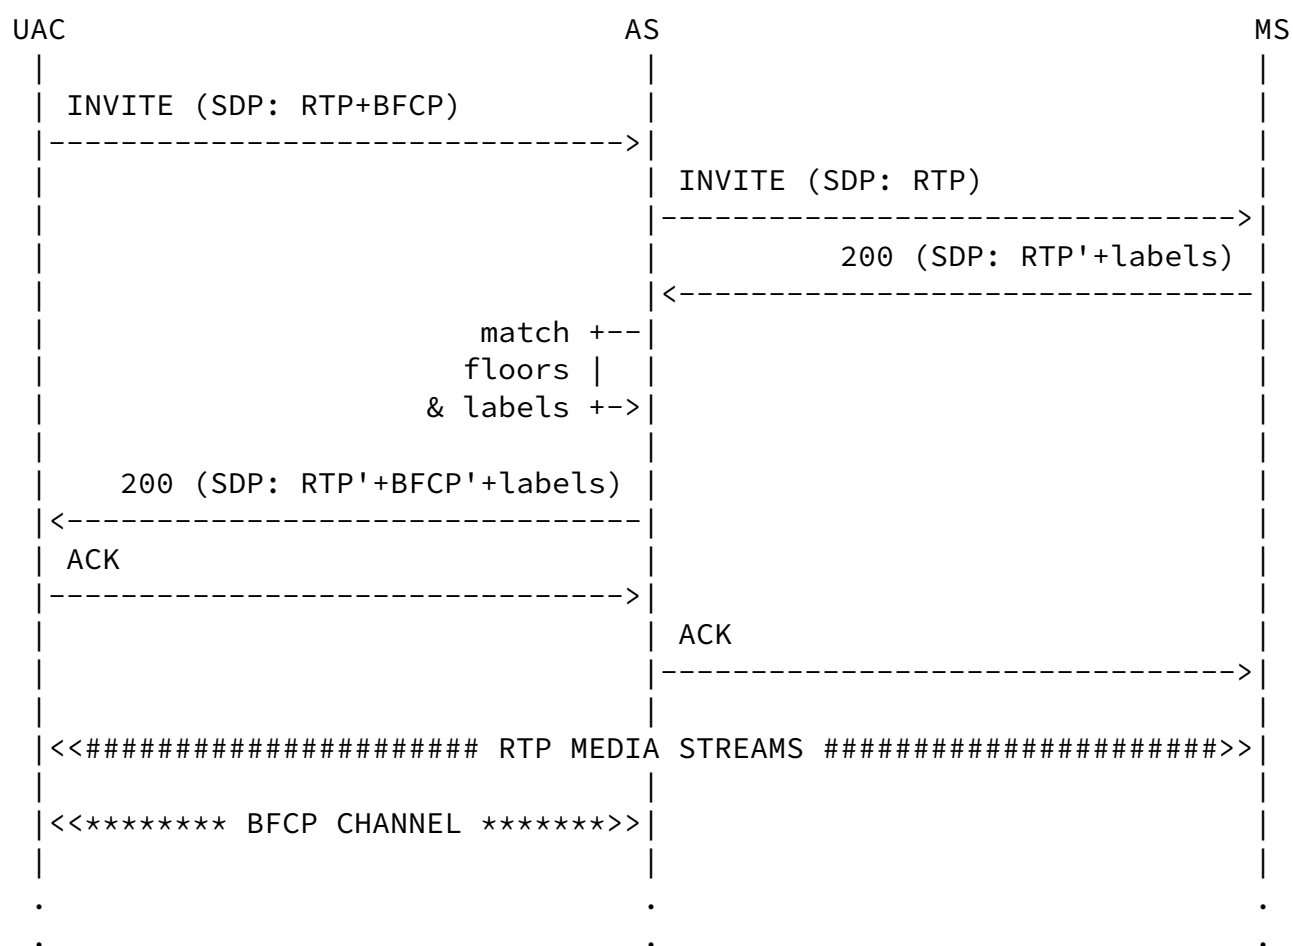 UAC AS MS
INVITE (SDP: RTP+BFCP)
-------------------------------->
INVITE (SDP: RTP)
-------------------------------->
200 (SDP: RTP'+labels)
<--------------------------------
match +--
floors |
& labels +->
200 (SDP: RTP'+BFCP'+labels)
<--------------------------------
ACK
-------------------------------->
ACK
-------------------------------->
<<###################### RTP MEDIA STREAMS ######################>>
<<******** BFCP CHANNEL *******>>
. . .
. . .